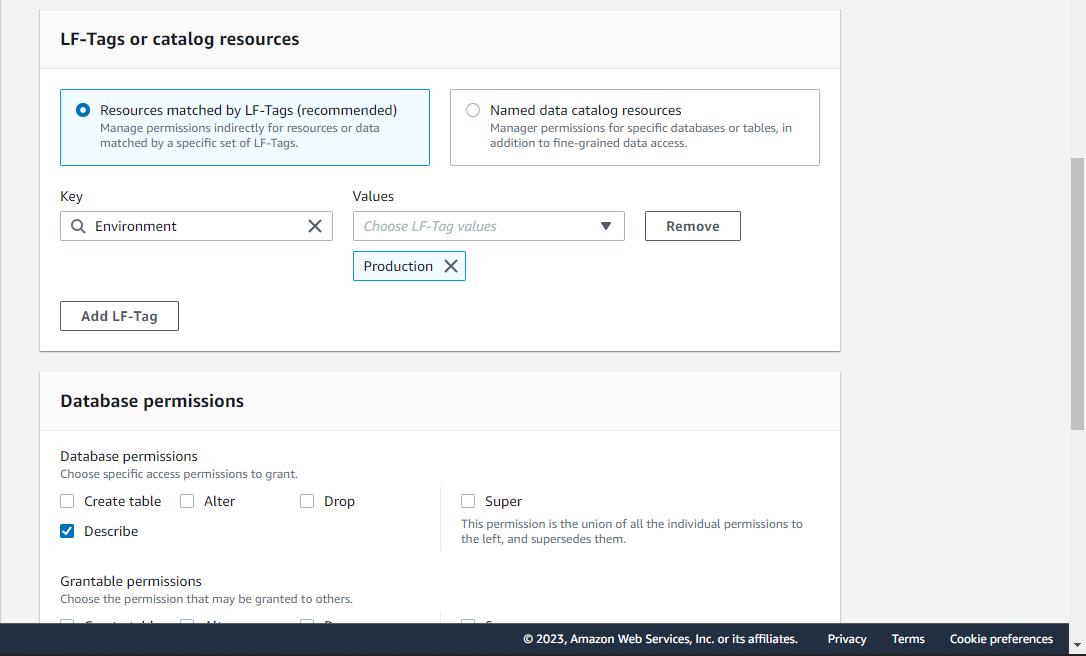 LF-Tags or catalog resources
Resources matched by LF-Tags (recommended)
Manage permissions indirectly for resources or data
matched by a specific set of LF-Tags.
Named data catalog resources
Manager permissions for specific databases or tables, in
addition to fine-grained data access.
Key
Environment
Values
Choose LF-Tag values
Remove
Production
Add LF-Tag
Database permissions
Database permissions
Choose specific access permissions to grant.
Create table
Alter
Drop
Describe
Super
This permission is the union of all the individual permissions to
the left, and supersedes them.
Grantable permissions
Choose the permission that may be granted to others.
© 2023, Amazon Web Services, Inc. or its affiliates.
Privacy
Terms
Cookie preferences